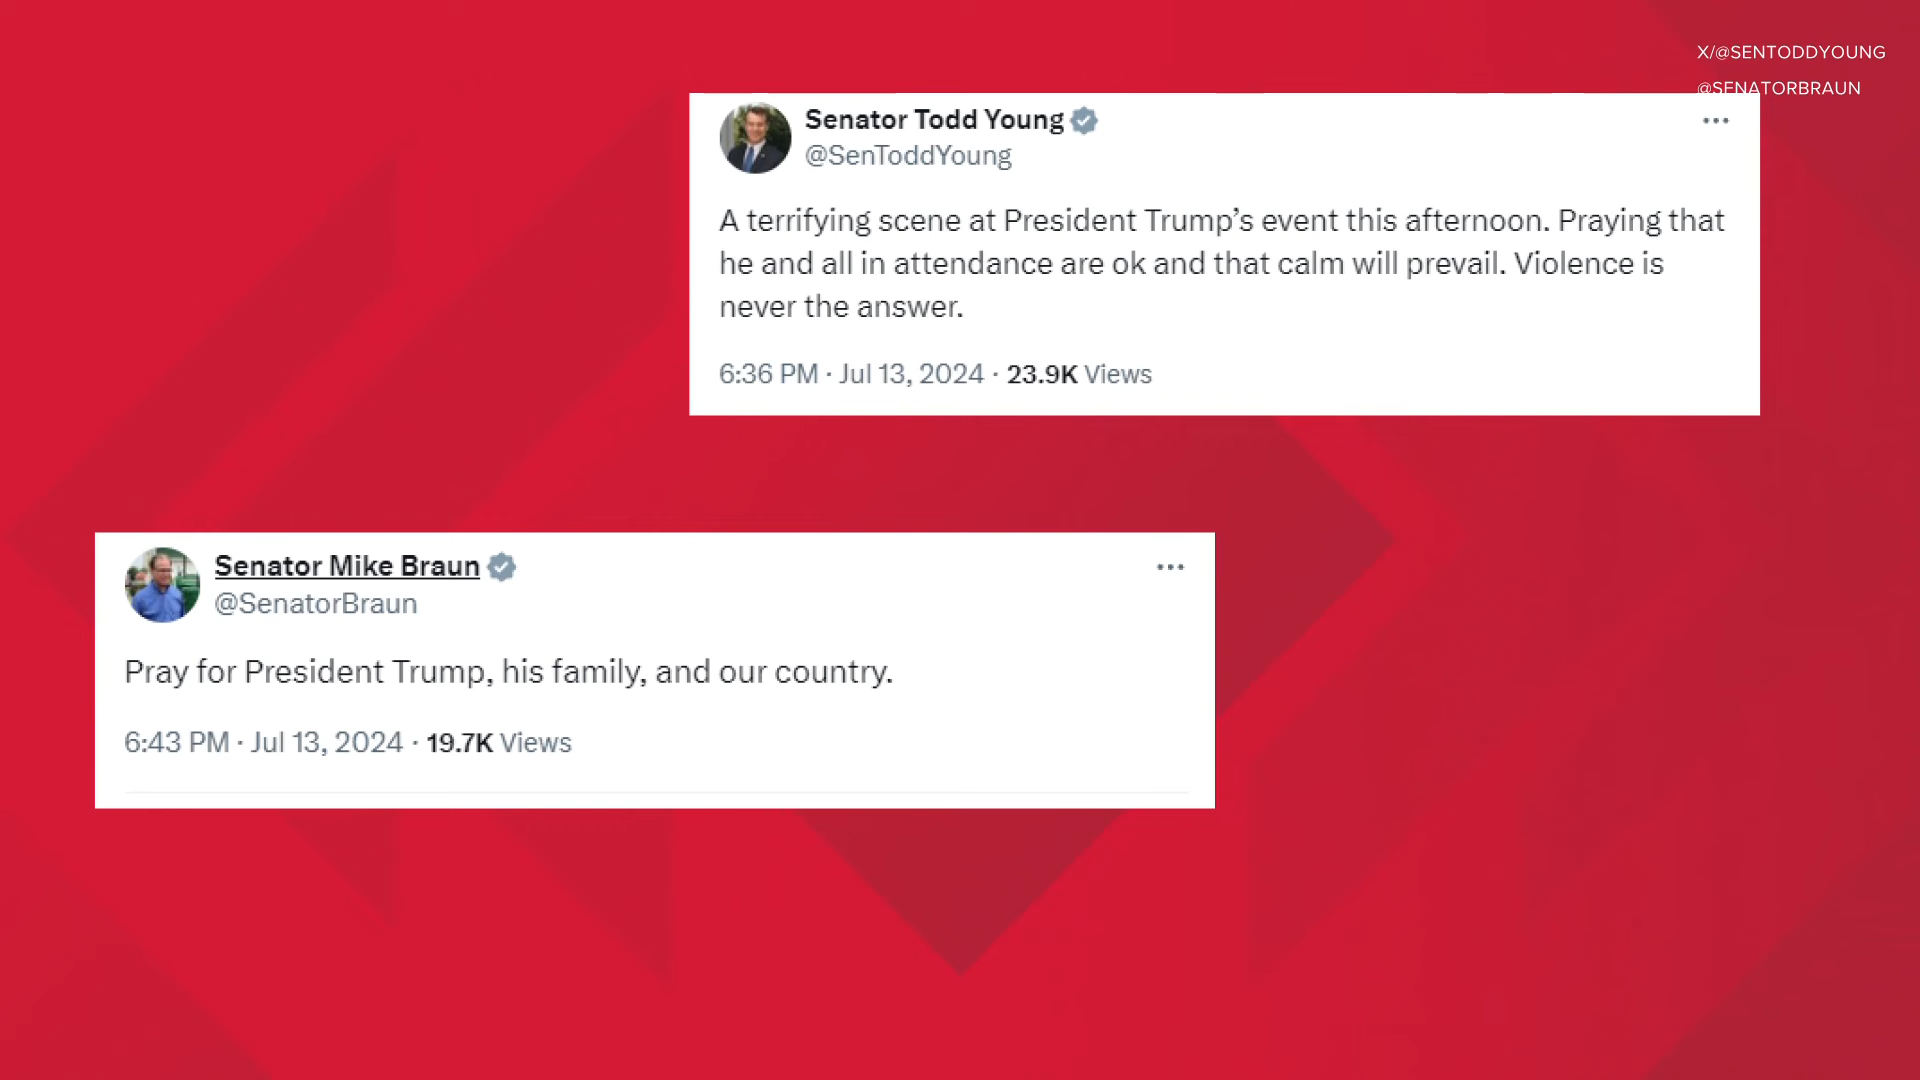 X/@SENTODDYOUNG
@SENATORBRAUN
Senator Todd Young
@SenToddYoung
A terrifying scene at President Trump’s event this afternoon. Praying that
he and all in attendance are ok and that calm will prevail. Violence is
never the answer.
6:36 PM · Jul 13, 2024 · 23.9K Views
Senator Mike Braun
@SenatorBraun
Pray for President Trump, his family, and our country.
6:43 PM · Jul 13, 2024 · 19.7K Views